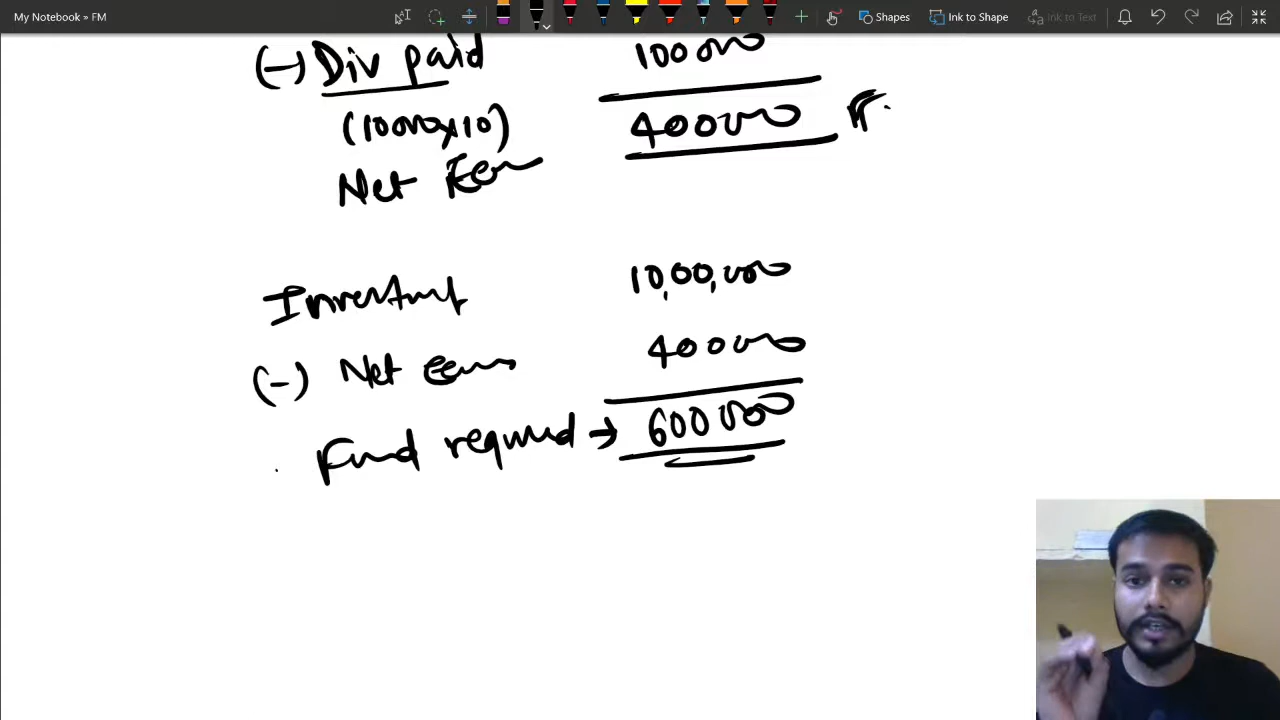 My Notebook » FM
Shapes
Ink to Shape
Ink to Text
(-) Div paid 100000
(10000x10) 400000
Net Earn
Investment 10,00,000
(-) Net earns 400000
Fund required → 600000